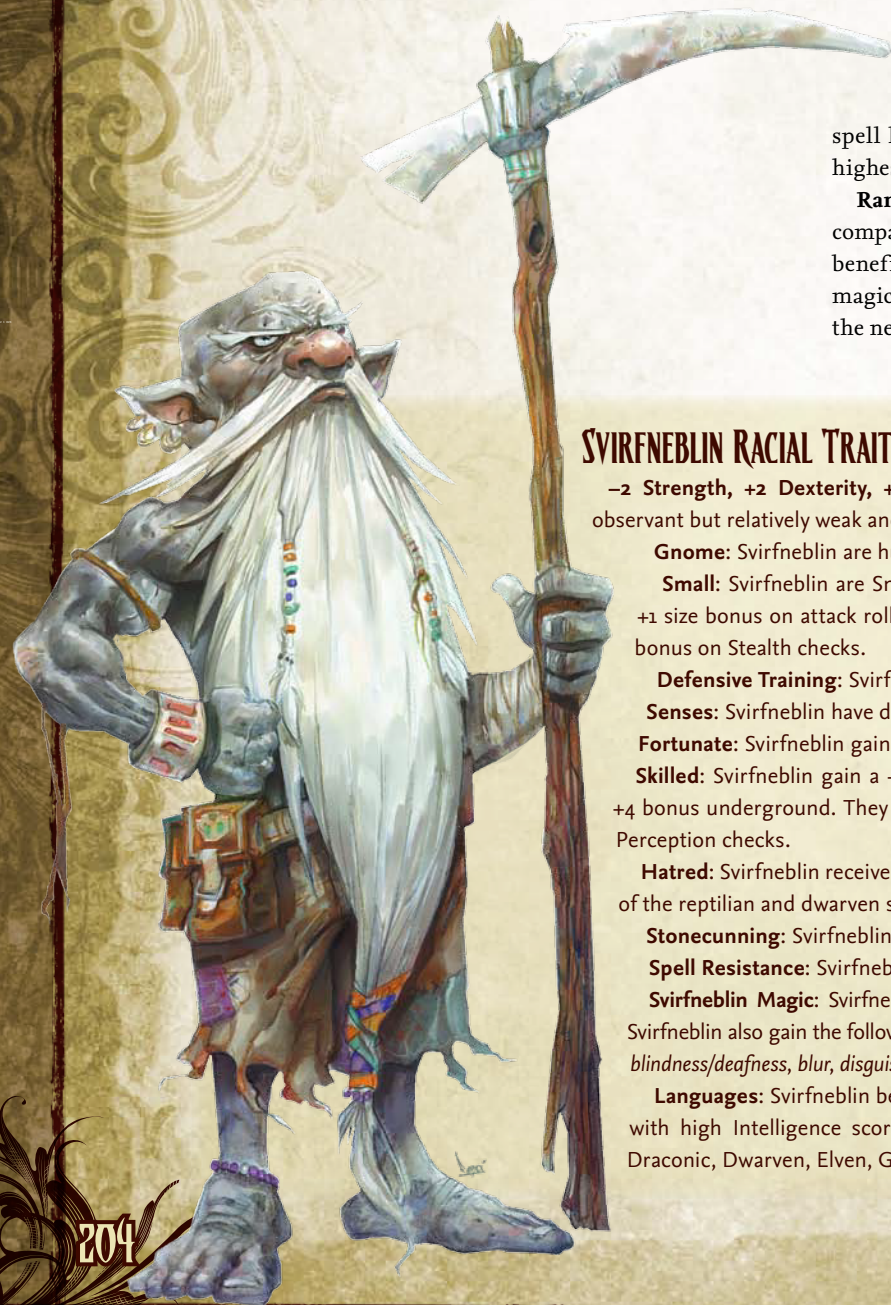 spell
highe
Ran
compa
benef
magic
the ne
SVIRFNEBLIN RACIAL TRAIT
–2 Strength, +2 Dexterity, +
observant but relatively weak an
Gnome: Svirfneblin are h
Small: Svirfneblin are Sm
+1 size bonus on attack roll
bonus on Stealth checks.
Defensive Training: Svirf
Senses: Svirfneblin have d
Fortunate: Svirfneblin gain
Skilled: Svirfneblin gain a
+4 bonus underground. They
Perception checks.
Hatred: Svirfneblin receive
of the reptilian and dwarven s
Stonecunning: Svirfneblin
Spell Resistance: Svirfneb
Svirfneblin Magic: Svirfne
Svirfneblin also gain the follow
blindness/deafness, blur, disgui
Languages: Svirfneblin be
with high Intelligence scor
Draconic, Dwarven, Elven, G
204